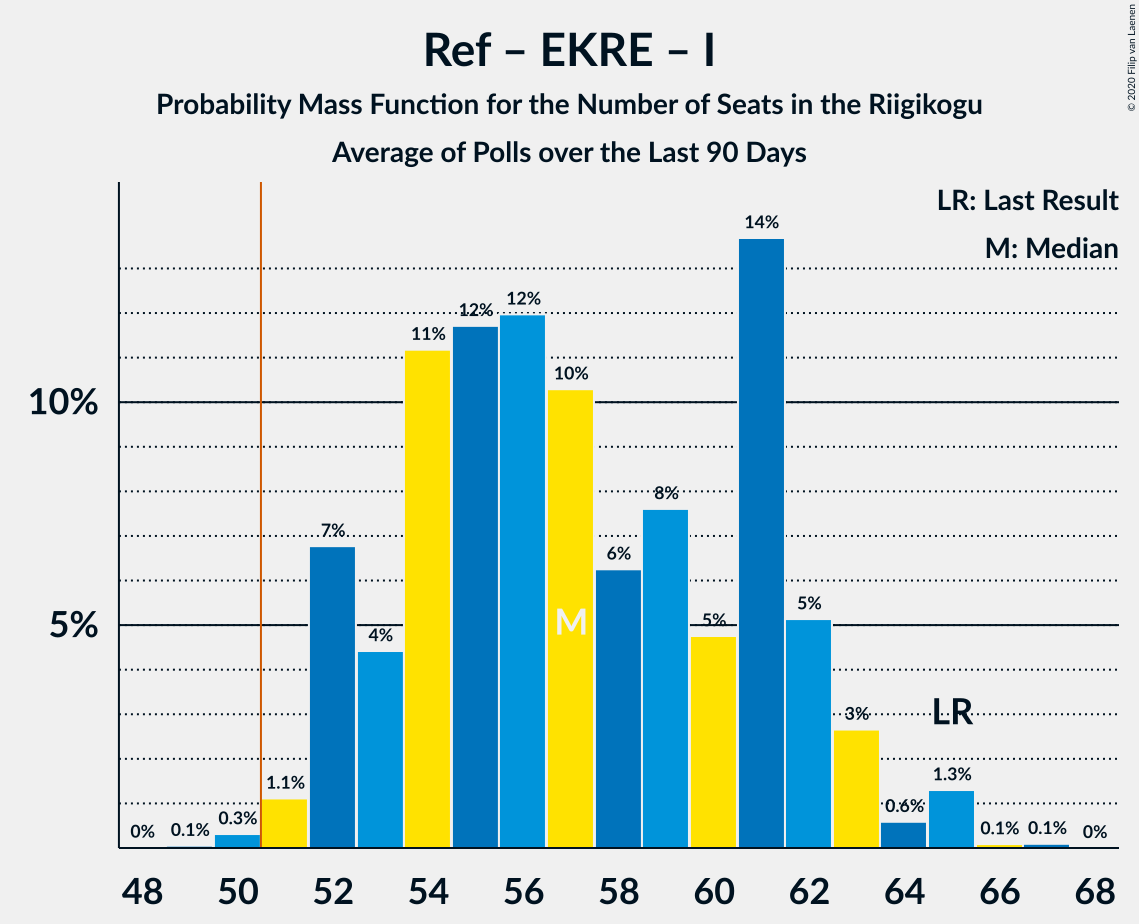 Ref – EKRE – I
Probability Mass Function for the Number of Seats in the Riigikogu
Average of Polls over the Last 90 Days
© 2020 Filip van Laenen
LR: Last Result
M: Median
10%
5%
0%
0.1%
0.3%
1.1%
7%
4%
11%
12%
12%
10%
6%
8%
5%
14%
5%
3%
0.6%
1.3%
0.1%
0.1%
0%
M
LR
48 50 52 54 56 58 60 62 64 66 68